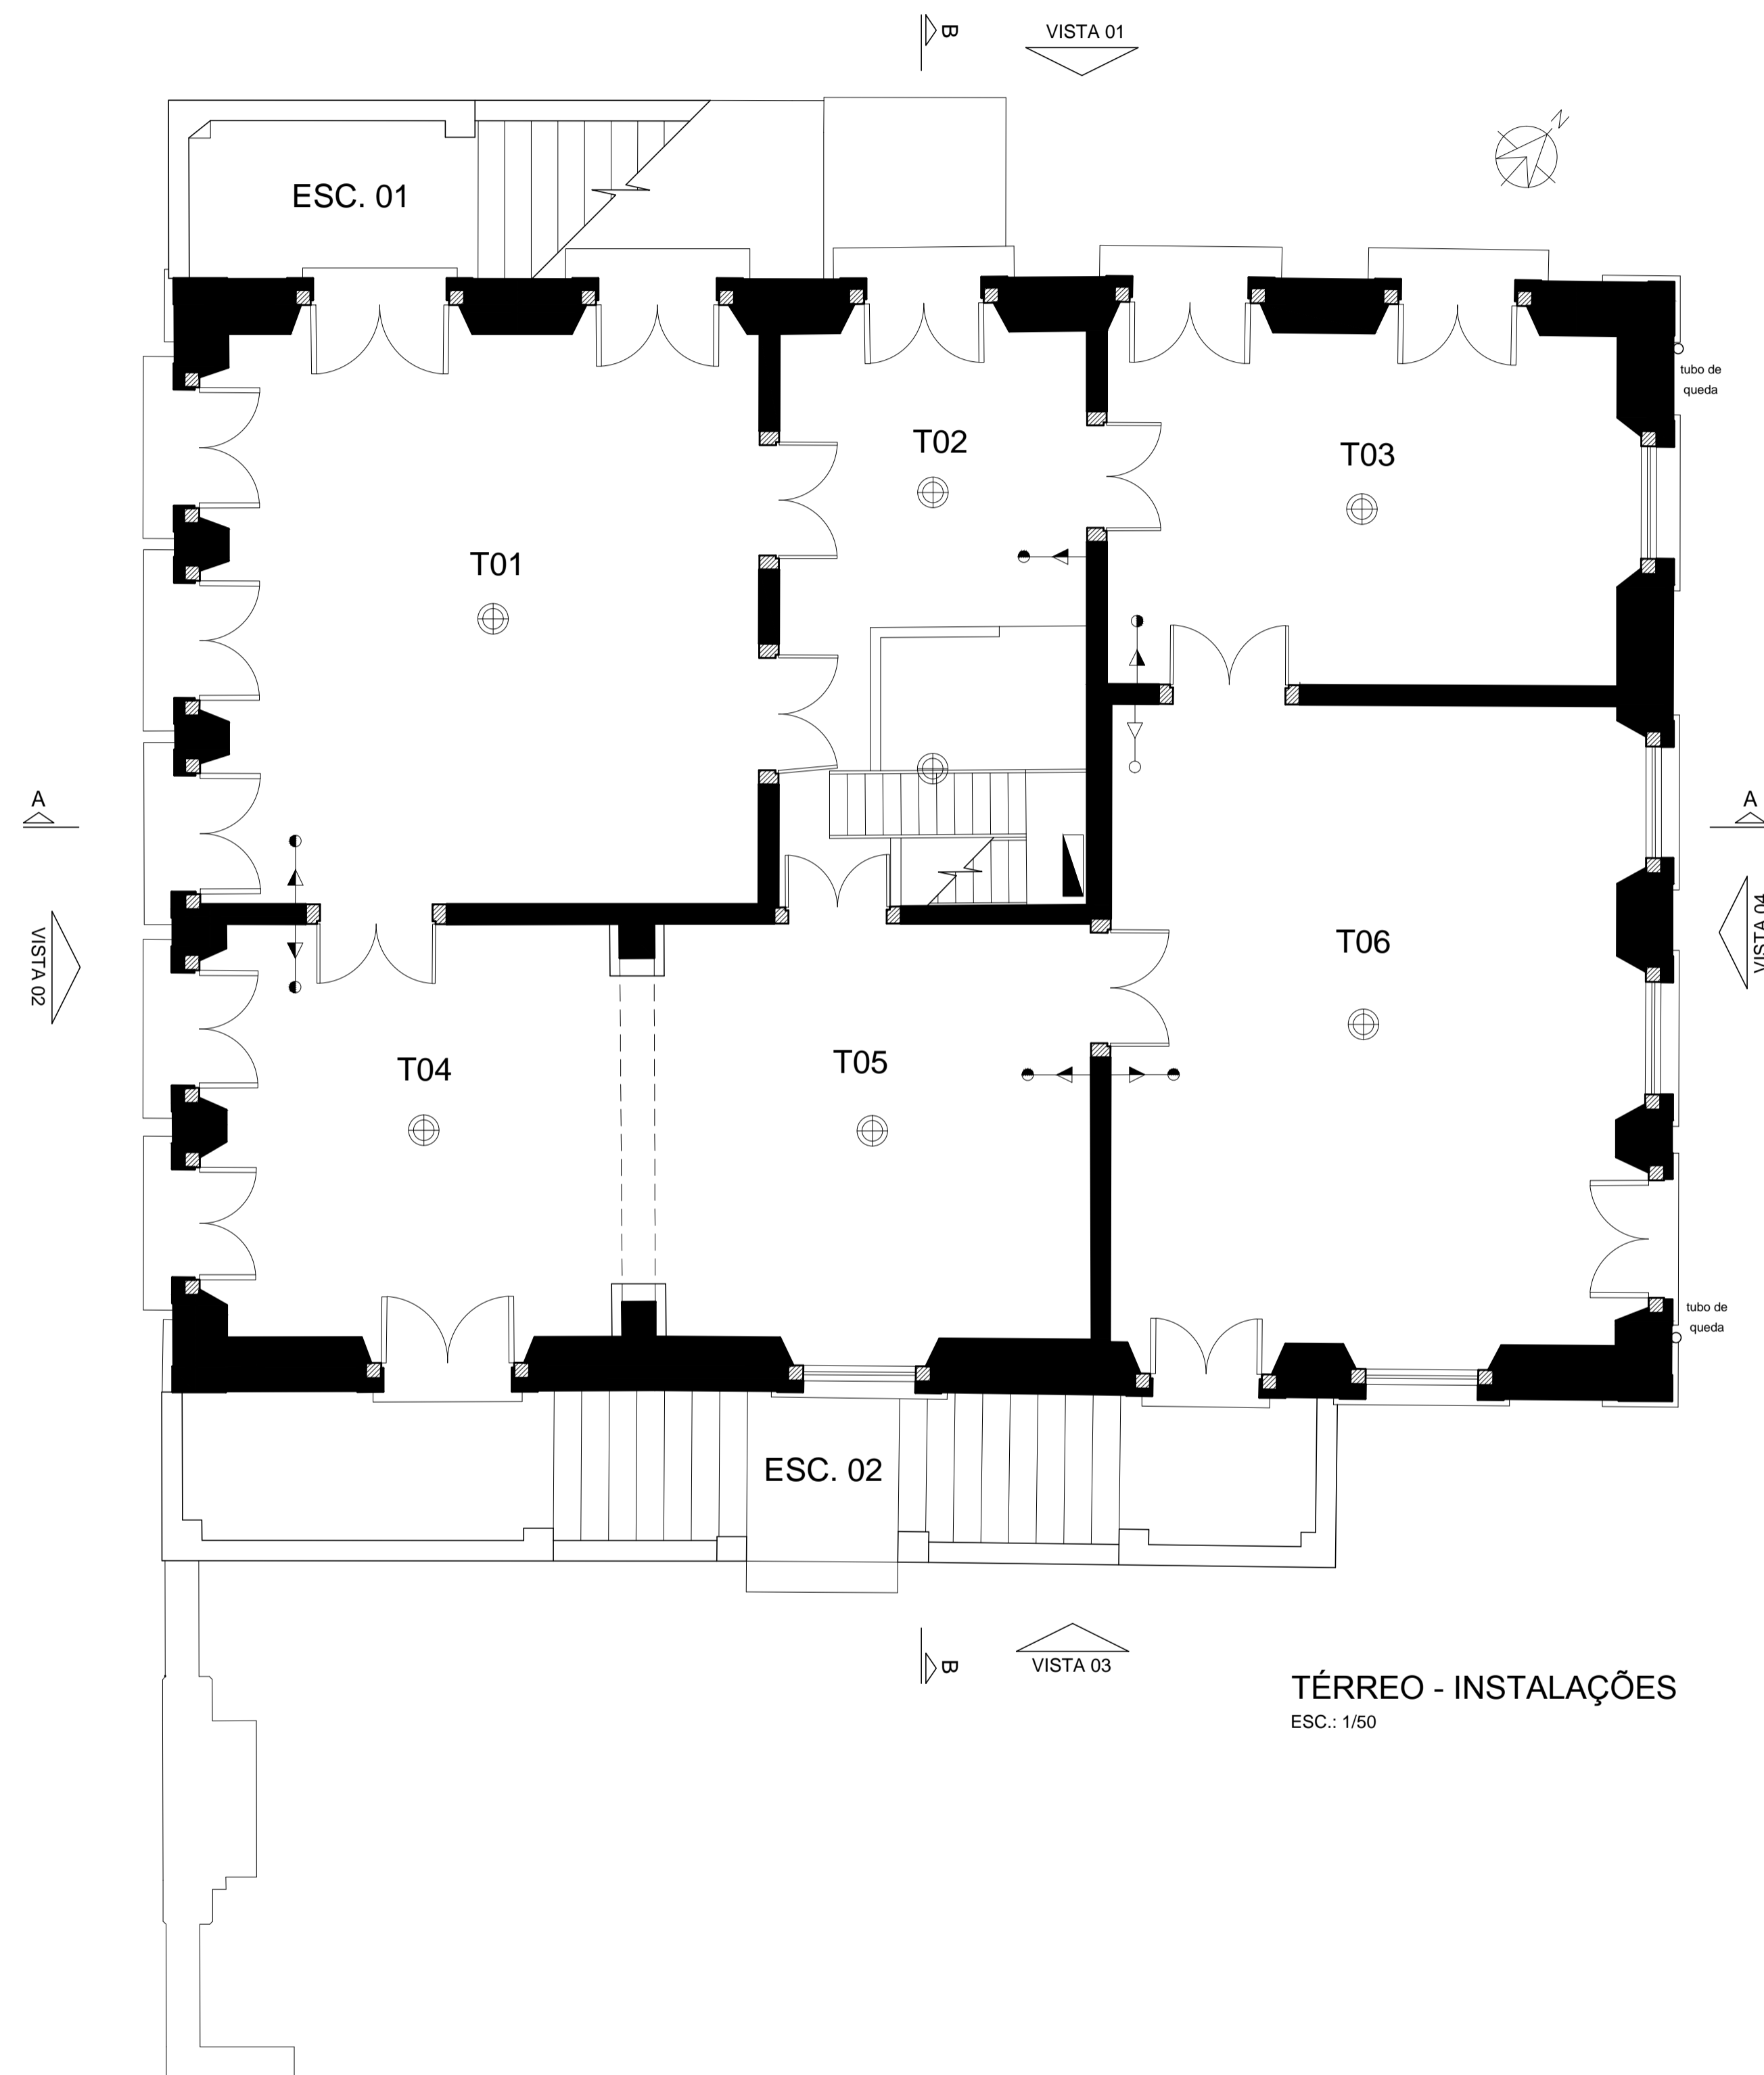 B
VISTA 01
N
ESC. 01
tubo de
queda
T02
T03
T01
A
A
VISTA 02
VISTA 04
T06
T04
T05
tubo de
queda
ESC. 02
B
VISTA 03
TÉRREO - INSTALAÇÕES
ESC.: 1/50